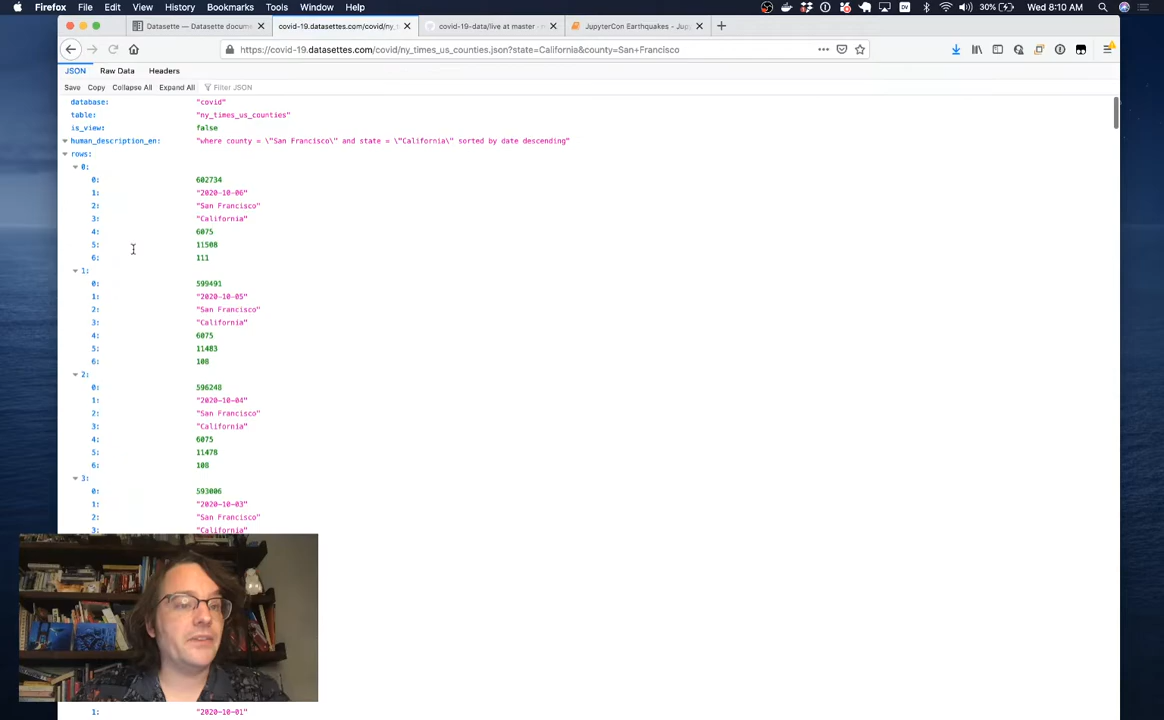 Firefox File Edit View History Bookmarks Tools Window Help 30% Wed 8:10 AM
Datasette — Datasette docume covid-19.datasettes.com/covid/ny_ covid-19-data/live at master · n JupyterCon Earthquakes - Jup
https://covid-19.datasettes.com/covid/ny_times_us_counties.json?state=California&county=San+Francisco
JSON Raw Data Headers
Save Copy Collapse All Expand All Filter JSON
database: "covid"
table: "ny_times_us_counties"
is_view: false
human_description_en: "where county = \"San Francisco\" and state = \"California\" sorted by date descending"
rows:
0:
0: 602734
1: "2020-10-06"
2: "San Francisco"
3: "California"
4: 6075
5: 11508
6: 111
1:
0: 599491
1: "2020-10-05"
2: "San Francisco"
3: "California"
4: 6075
5: 11483
6: 108
2:
0: 596248
1: "2020-10-04"
2: "San Francisco"
3: "California"
4: 6075
5: 11478
6: 108
3:
0: 593006
1: "2020-10-03"
2: "San Francisco"
3: "California"
1: "2020-10-01"